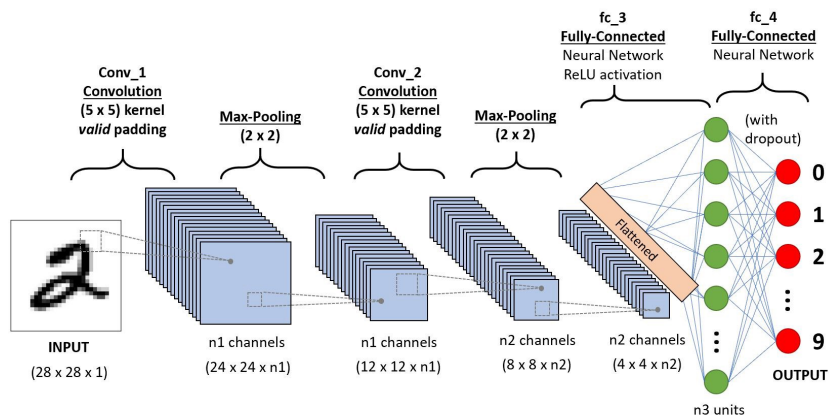 fc_3
Fully-Connected
Neural Network
ReLU activation
fc_4
Fully-Connected
Neural Network
Conv_1
Convolution
(5 x 5) kernel
valid padding
Max-Pooling
(2 x 2)
Conv_2
Convolution
(5 x 5) kernel
valid padding
Max-Pooling
(2 x 2)
(with
dropout)
Flattened
0
1
2
9
INPUT
(28 x 28 x 1)
n1 channels
(24 x 24 x n1)
n1 channels
(12 x 12 x n1)
n2 channels
(8 x 8 x n2)
n2 channels
(4 x 4 x n2)
OUTPUT
n3 units
2